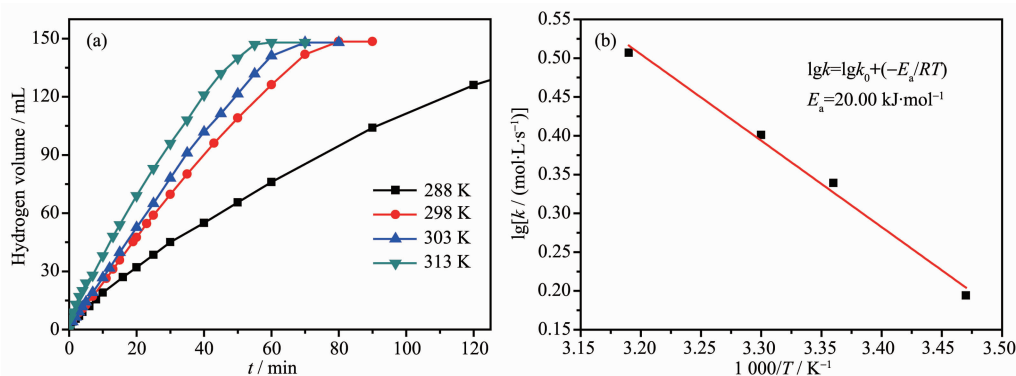 (a)
Hydrogen volume / mL
150
120
90
60
30
0
288 K
298 K
303 K
313 K
0 20 40 60 80 100 120
t / min
(b)
lg[k / (mol·L·s⁻¹)]
0.50
0.50
0.45
0.40
0.35
0.30
0.25
0.20
0.15
lgk=lgk₀+(−Eₐ/RT)
Eₐ=20.00 kJ·mol⁻¹
3.15 3.20 3.25 3.30 3.35 3.40 3.45 3.50
1 000/T / K⁻¹